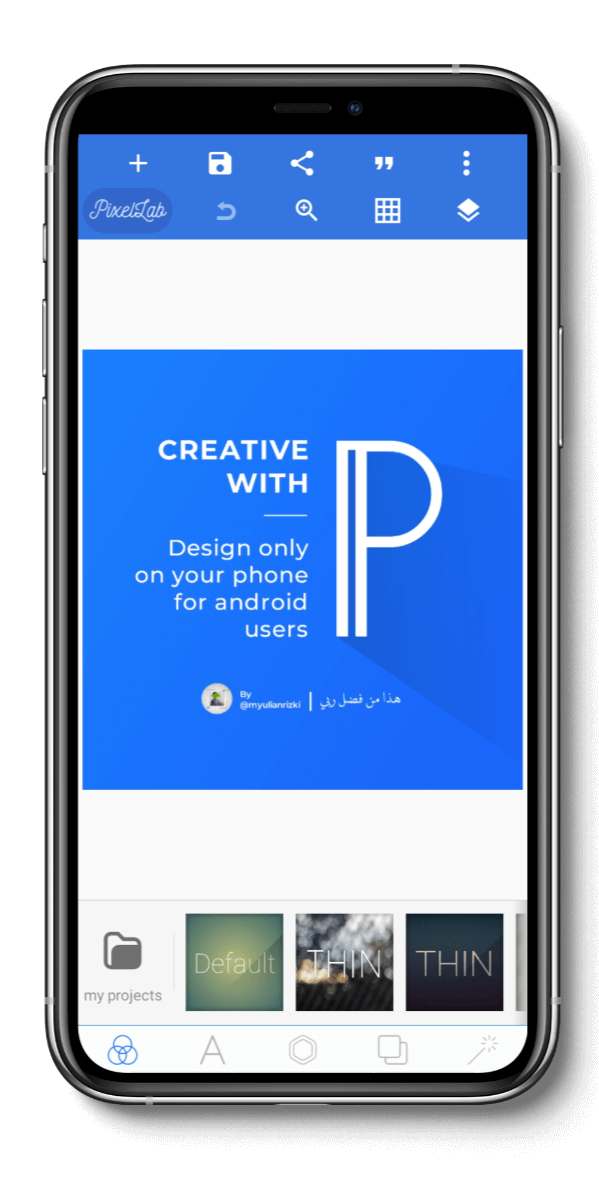 PixelLab
CREATIVE
WITH
Design only
on your phone
for android
users
P
By
@myulianrizki
هذا من فضل ربي
my projects
Default
THIN
THIN